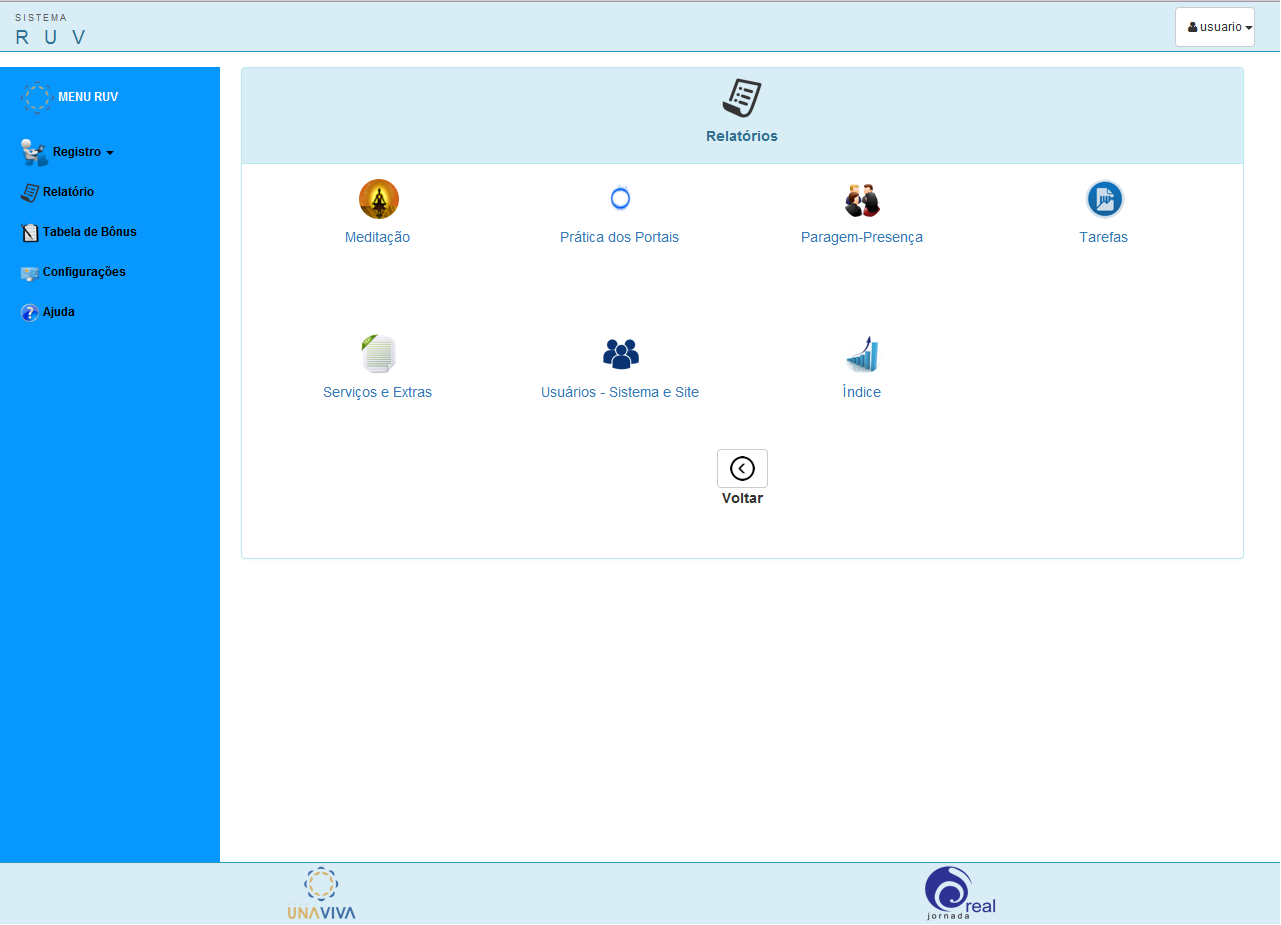 SISTEMA
R U V
usuario
MENU RUV
Registro
Relatório
Tabela de Bônus
Configurações
Ajuda
Relatórios
Meditação
Prática dos Portais
Paragem-Presença
Tarefas
Serviços e Extras
Usuários - Sistema e Site
Índice
Voltar
UNAVIVA
real
jornada